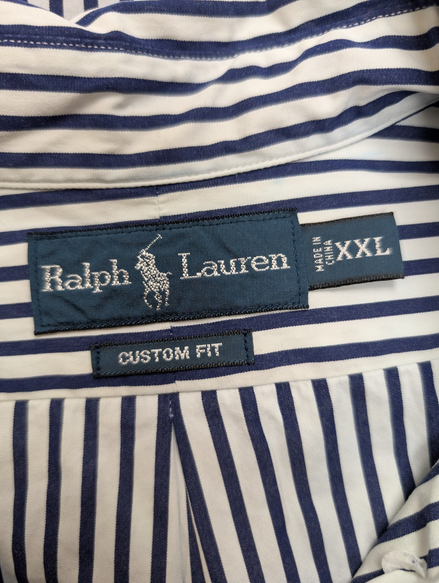 Ralph Lauren
MADE IN
CHINA
XXL
CUSTOM FIT